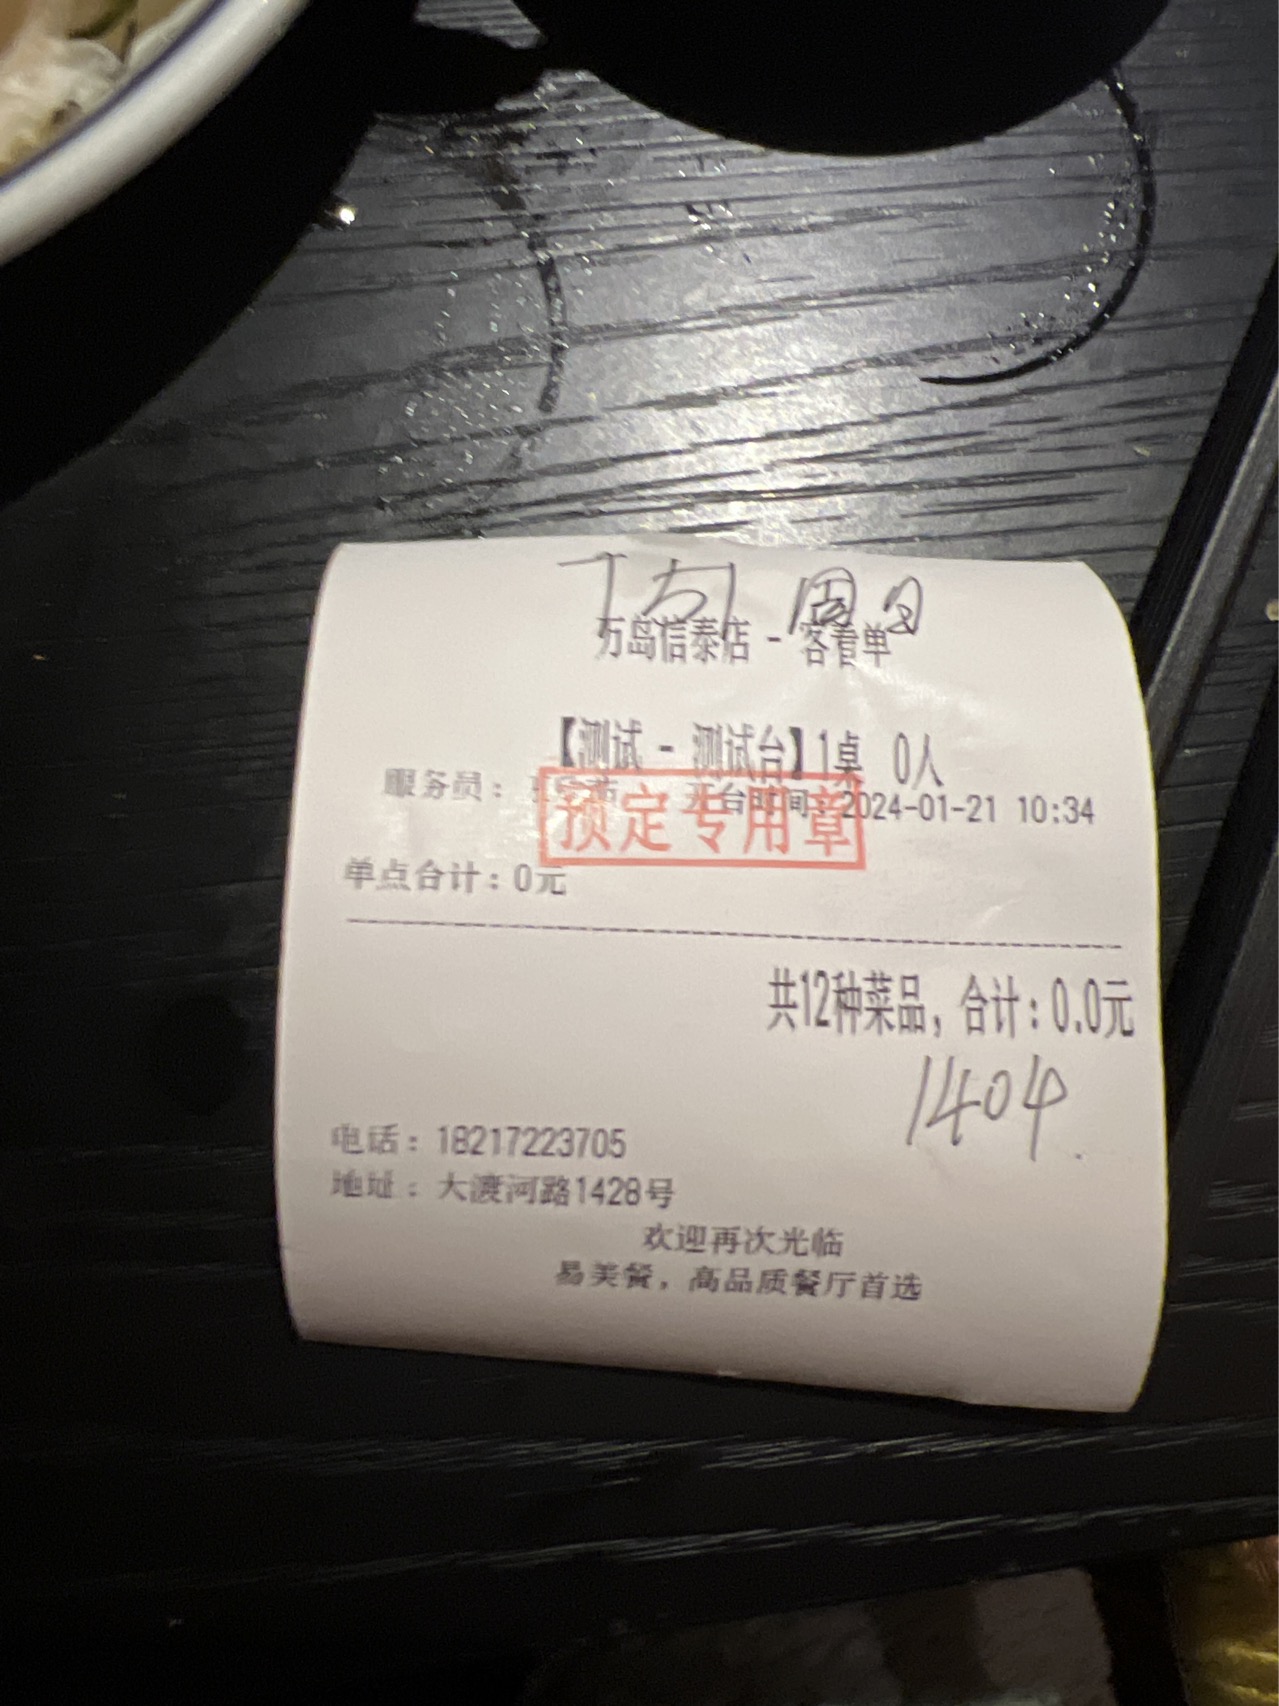 周日
万岛信泰店 - 客看单
【测试 - 测试台】1桌 0人
服务员： 开台时间：2024-01-21 10:34
预定专用章
单点合计：0元
共12种菜品，合计：0.0元
1404
电话：18217223705
地址：大渡河路1428号
欢迎再次光临
易美餐，高品质餐厅首选